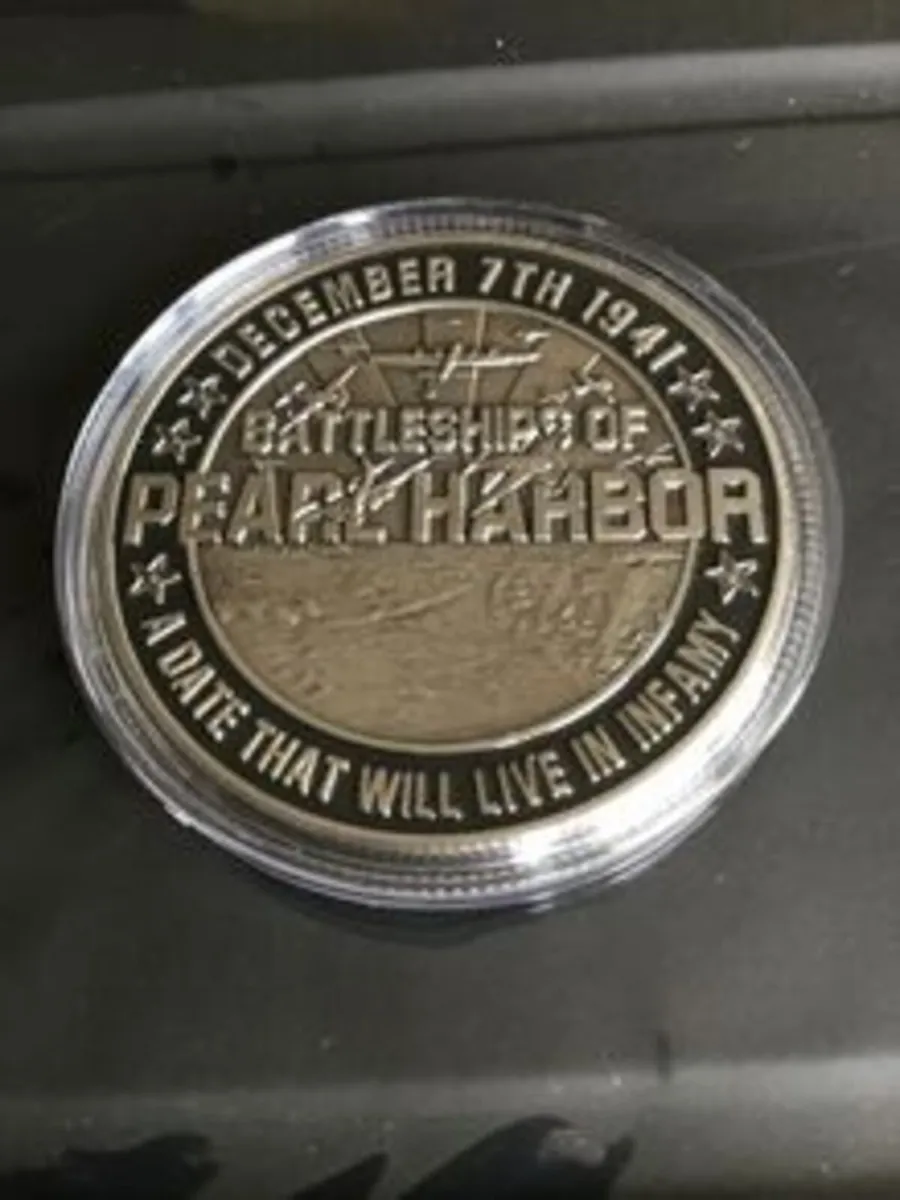 DECEMBER 7TH 1941
BATTLESHIPS OF
PEARL HARBOR
A DATE THAT WILL LIVE IN INFAMY